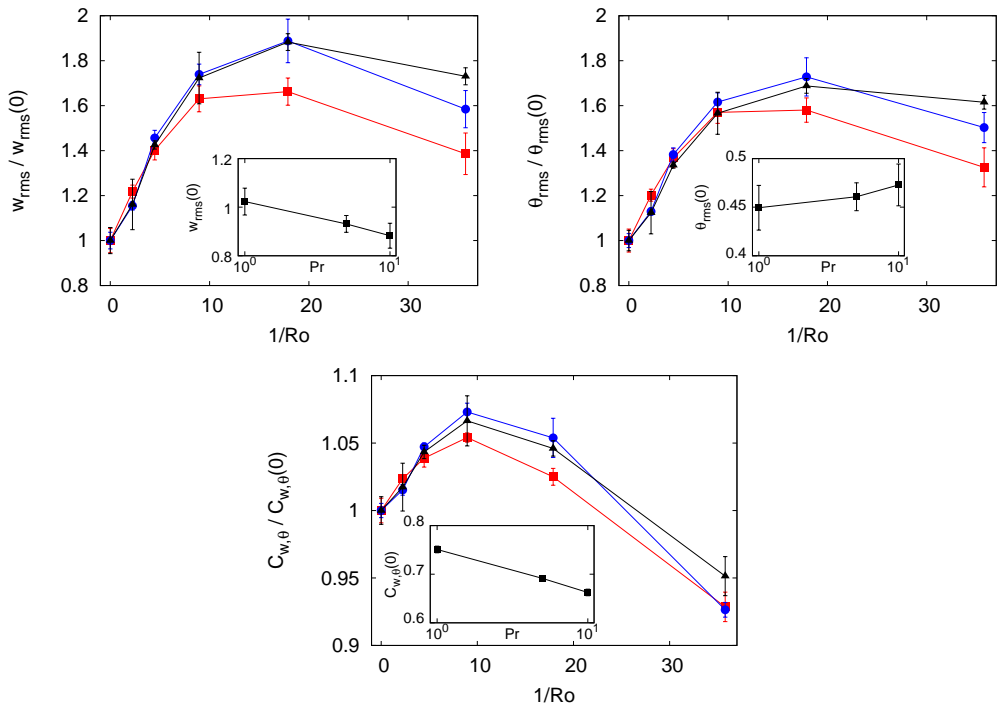 2
1.8
1.6
1.4
1.2
1
0.8
w_rms / w_rms(0)
0 10 20 30
1/Ro
1.2
1
0.8
w_rms(0)
10^0 Pr 10^1
2
1.8
1.6
1.4
1.2
1
0.8
θ_rms / θ_rms(0)
0 10 20 30
1/Ro
0.5
0.45
0.4
θ_rms(0)
10^0 Pr 10^1
1.1
1.05
1
0.95
0.9
C_w,θ / C_w,θ(0)
0 10 20 30
1/Ro
0.8
0.7
0.6
C_w,θ(0)
10^0 Pr 10^1